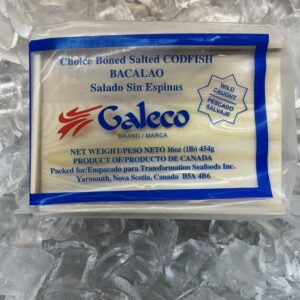 Choice Boned Salted CODFISH
BACALAO
Salado Sin Espinas
WILD
CAUGHT
PESCADO
SALVAJE
Galeco
BRAND / MARCA
NET WEIGHT/PESO NETO 16oz (1lb) 454g
PRODUCT OF/PRODUCTO DE CANADA
Packed for/Empacado para Transformation Seafoods Inc.
Yarmouth, Nova Scotia, Canada B5A 4B6